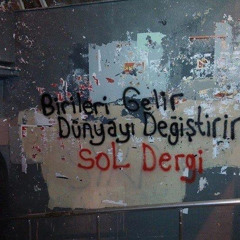 Birileri Gelir
Dünyayı Değiştirir
SoL Dergi